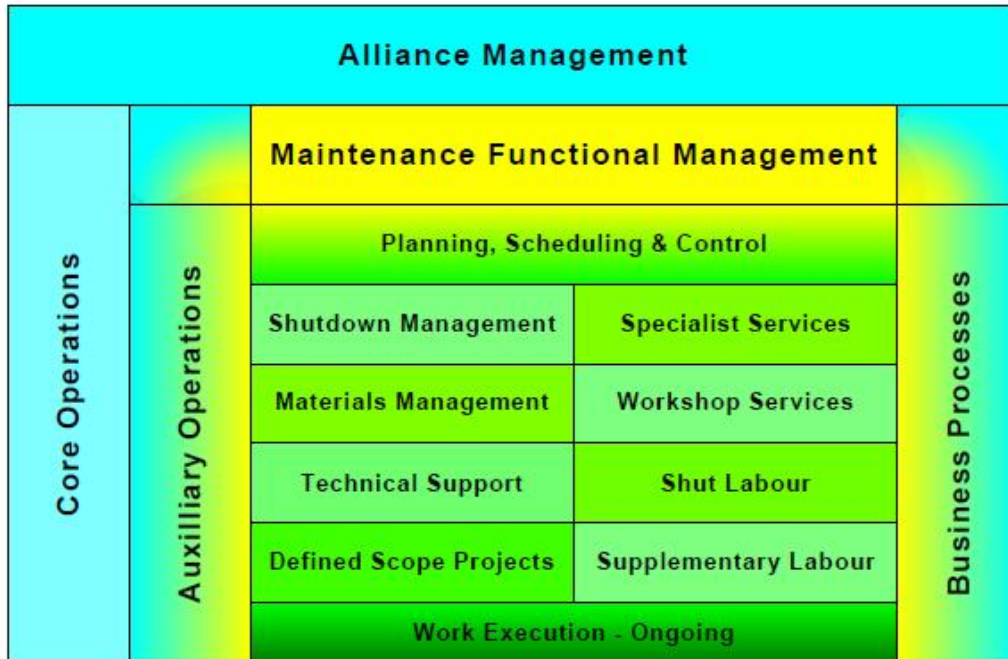 Alliance Management
Core Operations
Auxilliary Operations
Maintenance Functional Management
Planning, Scheduling & Control
Shutdown Management
Specialist Services
Materials Management
Workshop Services
Technical Support
Shut Labour
Defined Scope Projects
Supplementary Labour
Work Execution - Ongoing
Business Processes